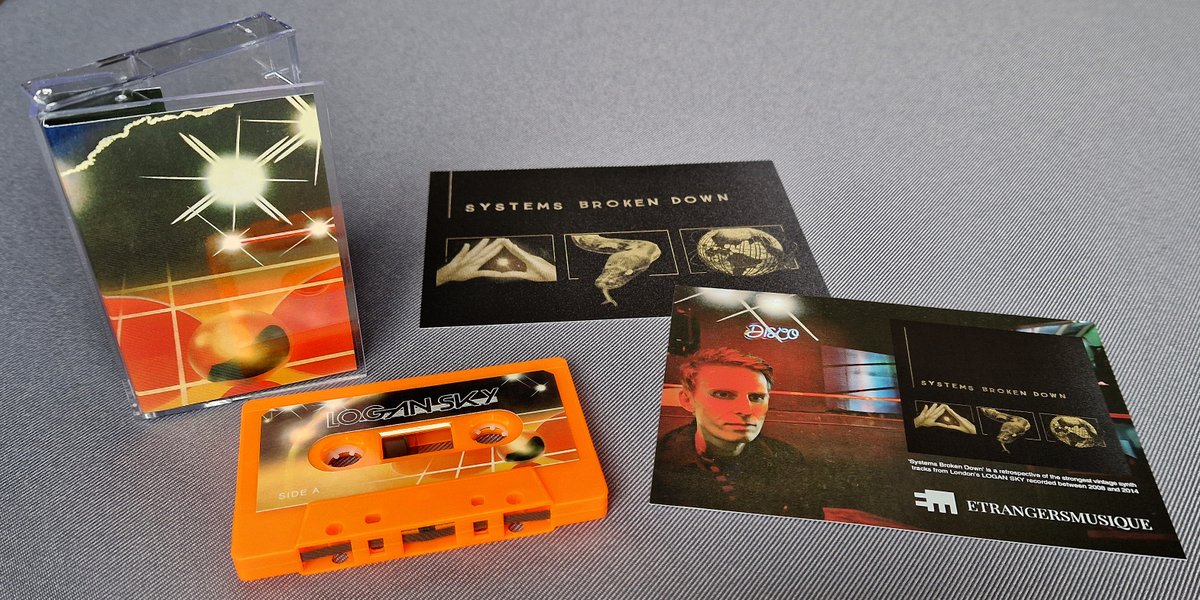 SYSTEMS BROKEN DOWN
LOGAN SKY
SIDE A
DISCO
SYSTEMS BROKEN DOWN
'Systems Broken Down' is a retrospective of the strongest vintage synth
tracks from London's LOGAN SKY recorded between 2008 and 2014
ETRANGERSMUSIQUE